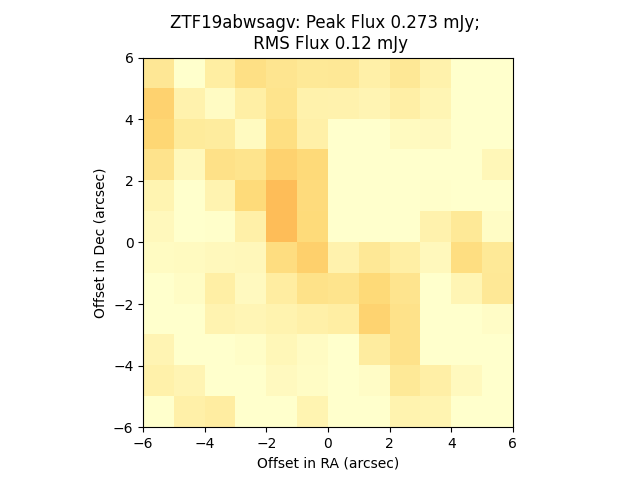 ZTF19abwsagv: Peak Flux 0.273 mJy;
RMS Flux 0.12 mJy
6
4
2
0
−2
−4
−6
Offset in Dec (arcsec)
−6 −4 −2 0 2 4 6
Offset in RA (arcsec)